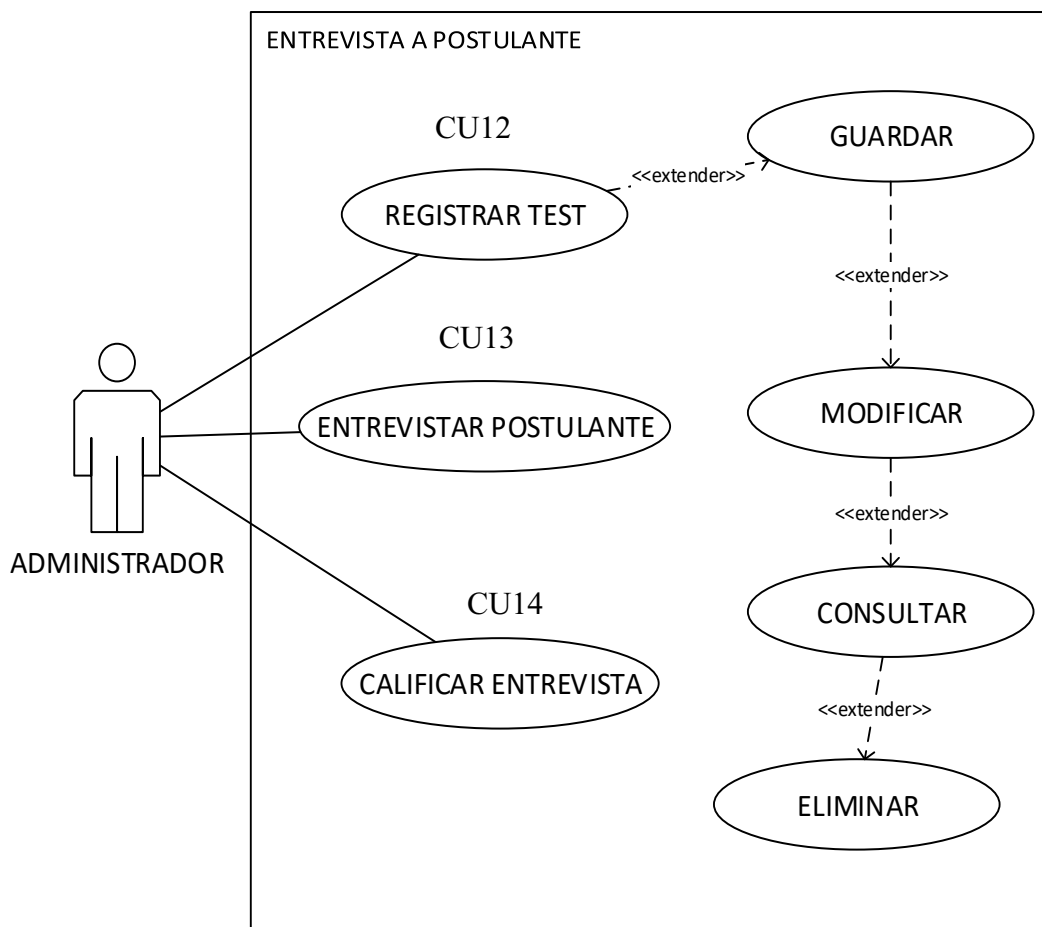 ENTREVISTA A POSTULANTE
CU12
GUARDAR
<<extender>>
REGISTRAR TEST
<<extender>>
CU13
MODIFICAR
ENTREVISTAR POSTULANTE
<<extender>>
ADMINISTRADOR
CU14
CONSULTAR
CALIFICAR ENTREVISTA
<<extender>>
ELIMINAR